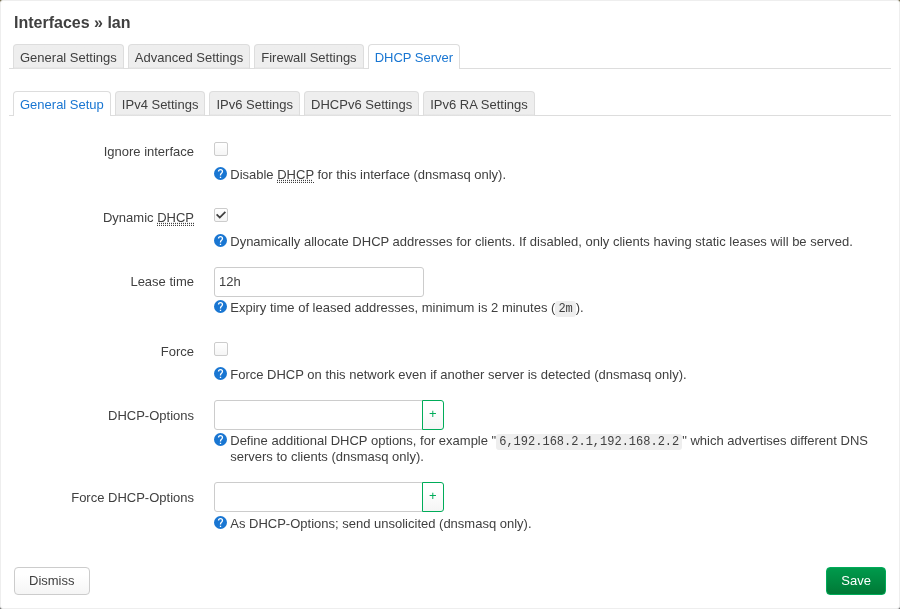 Interfaces » lan
General Settings Advanced Settings Firewall Settings DHCP Server
General Setup IPv4 Settings IPv6 Settings DHCPv6 Settings IPv6 RA Settings
Ignore interface
Disable DHCP for this interface (dnsmasq only).
Dynamic DHCP
Dynamically allocate DHCP addresses for clients. If disabled, only clients having static leases will be served.
Lease time 12h
Expiry time of leased addresses, minimum is 2 minutes (2m).
Force
Force DHCP on this network even if another server is detected (dnsmasq only).
DHCP-Options +
Define additional DHCP options, for example "6,192.168.2.1,192.168.2.2" which advertises different DNS
servers to clients (dnsmasq only).
Force DHCP-Options +
As DHCP-Options; send unsolicited (dnsmasq only).
Dismiss Save